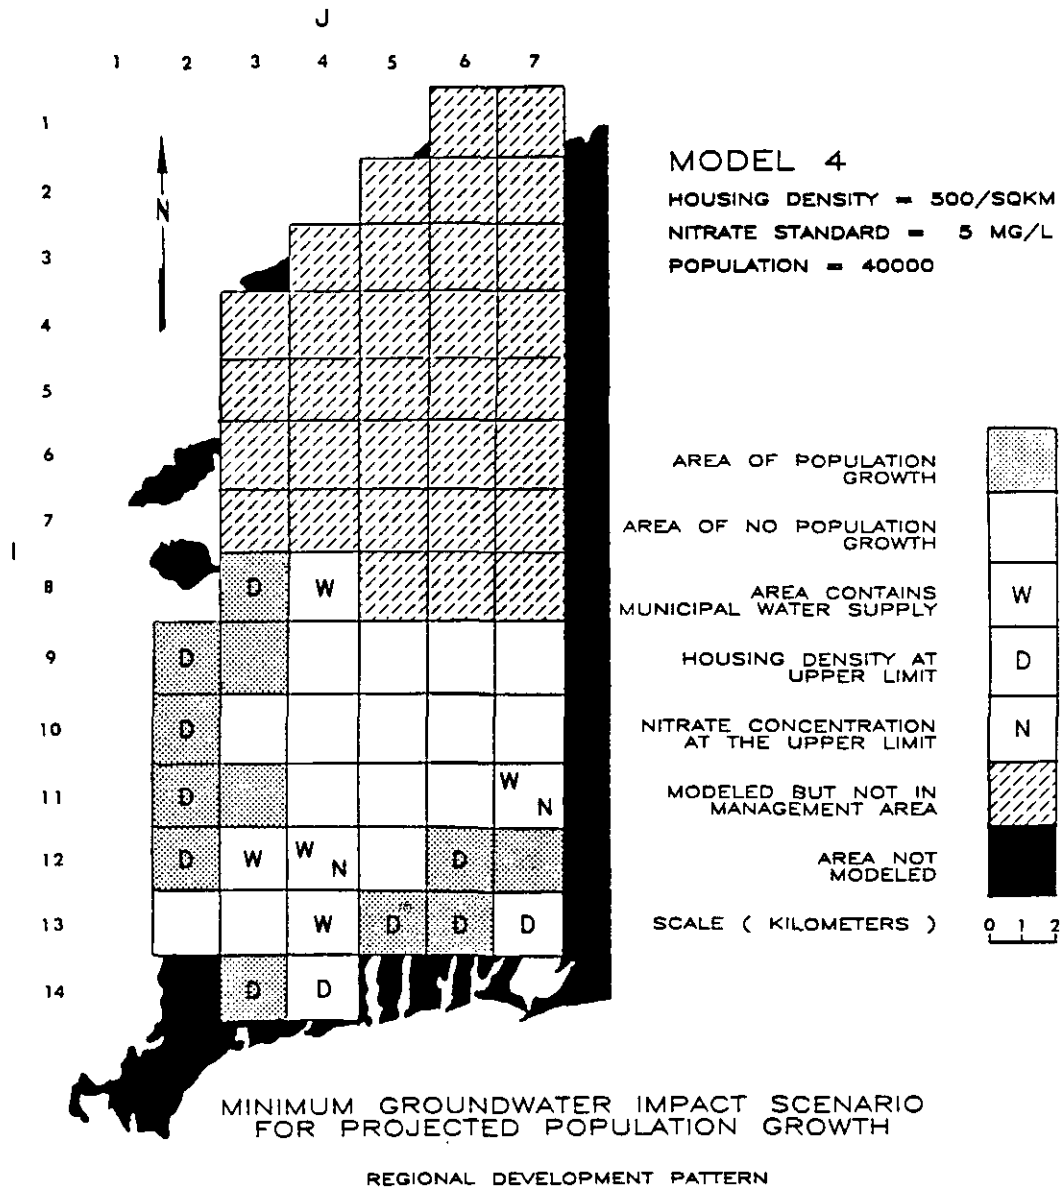 J
1 2 3 4 5 6 7
1
2
3
4
5
6
7
I
8
9
10
11
12
13
14
N
MODEL 4
HOUSING DENSITY = 500/SQKM
NITRATE STANDARD = 5 MG/L
POPULATION = 40000
D W
D
D
D W N
D W W N D
W D D D
D D
AREA OF POPULATION
GROWTH
AREA OF NO POPULATION
GROWTH
AREA CONTAINS
MUNICIPAL WATER SUPPLY
W
HOUSING DENSITY AT
UPPER LIMIT
D
NITRATE CONCENTRATION
AT THE UPPER LIMIT
N
MODELED BUT NOT IN
MANAGEMENT AREA
AREA NOT
MODELED
SCALE ( KILOMETERS )
0 1 2
MINIMUM GROUNDWATER IMPACT SCENARIO
FOR PROJECTED POPULATION GROWTH
REGIONAL DEVELOPMENT PATTERN